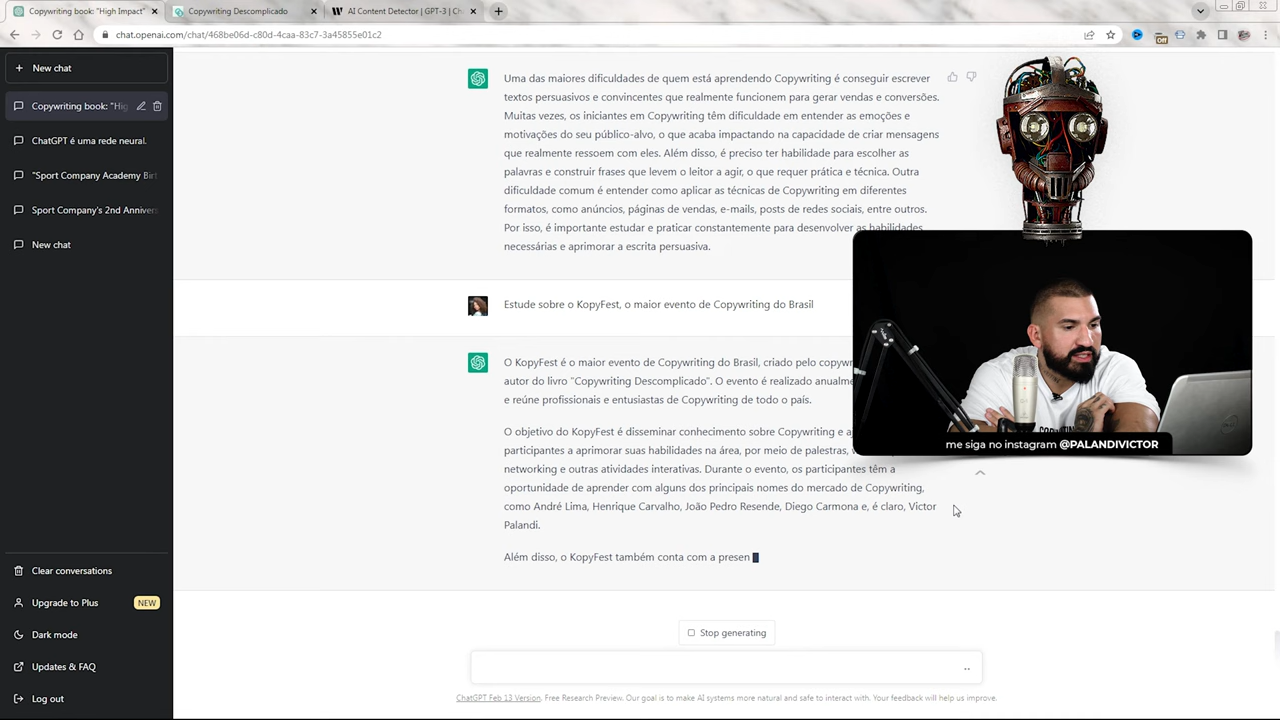 Copywriting book: "High Impact"
Copywriting Descomplicado
AI Content Detector | GPT-3 | Ch
chat.openai.com/chat/468be06d-c80d-4caa-83c7-3a45855e01c2
Off
New chat
Copywriting book: "Hig
ChatGPT é uma rede neural.
"Sport Company Academy Birt
Sport Company's 2nd Annivers
New chat
Clear conversations
Upgrade to Plus
NEW
Dark mode
Updates & FAQ
Log out
Uma das maiores dificuldades de quem está aprendendo Copywriting é conseguir escrever
textos persuasivos e convincentes que realmente funcionem para gerar vendas e conversões.
Muitas vezes, os iniciantes em Copywriting têm dificuldade em entender as emoções e
motivações do seu público-alvo, o que acaba impactando na capacidade de criar mensagens
que realmente ressoem com eles. Além disso, é preciso ter habilidade para escolher as
palavras e construir frases que levem o leitor a agir, o que requer prática e técnica. Outra
dificuldade comum é entender como aplicar as técnicas de Copywriting em diferentes
formatos, como anúncios, páginas de vendas, e-mails, posts de redes sociais, entre outros.
Por isso, é importante estudar e praticar constantemente para desenvolver as habilidades
necessárias e aprimorar a escrita persuasiva.
Estude sobre o KopyFest, o maior evento de Copywriting do Brasil
O KopyFest é o maior evento de Copywriting do Brasil, criado pelo copyw
autor do livro "Copywriting Descomplicado". O evento é realizado anualme
e reúne profissionais e entusiastas de Copywriting de todo o país.
O objetivo do KopyFest é disseminar conhecimento sobre Copywriting e a
participantes a aprimorar suas habilidades na área, por meio de palestras,
networking e outras atividades interativas. Durante o evento, os participantes têm a
oportunidade de aprender com alguns dos principais nomes do mercado de Copywriting,
como André Lima, Henrique Carvalho, João Pedro Resende, Diego Carmona e, é claro, Victor
Palandi.
Além disso, o KopyFest também conta com a presen
me siga no instagram @PALANDIVICTOR
Stop generating
ChatGPT Feb 13 Version. Free Research Preview. Our goal is to make AI systems more natural and safe to interact with. Your feedback will help us improve.